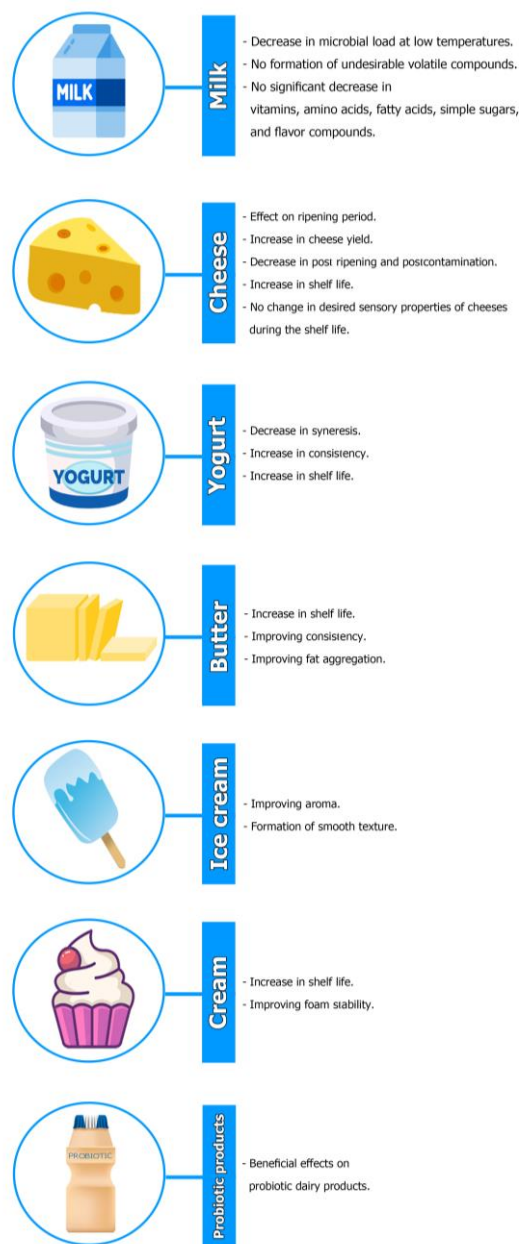 MILK
Milk
- Decrease in microbial load at low temperatures.
- No formation of undesirable volatile compounds.
- No significant decrease in
vitamins, amino acids, fatty acids, simple sugars,
and flavor compounds.
Cheese
- Effect on ripening period.
- Increase in cheese yield.
- Decrease in post ripening and postcontamination.
- Increase in shelf life.
- No change in desired sensory properties of cheeses
during the shelf life.
YOGURT
Yogurt
- Decrease in syneresis.
- Increase in consistency.
- Increase in shelf life.
Butter
- Increase in shelf life.
- Improving consistency.
- Improving fat aggregation.
Ice cream
- Improving aroma.
- Formation of smooth texture.
Cream
- Increase in shelf life.
- Improving foam stability.
PROBIOTIC
Probiotic products
- Beneficial effects on
probiotic dairy products.